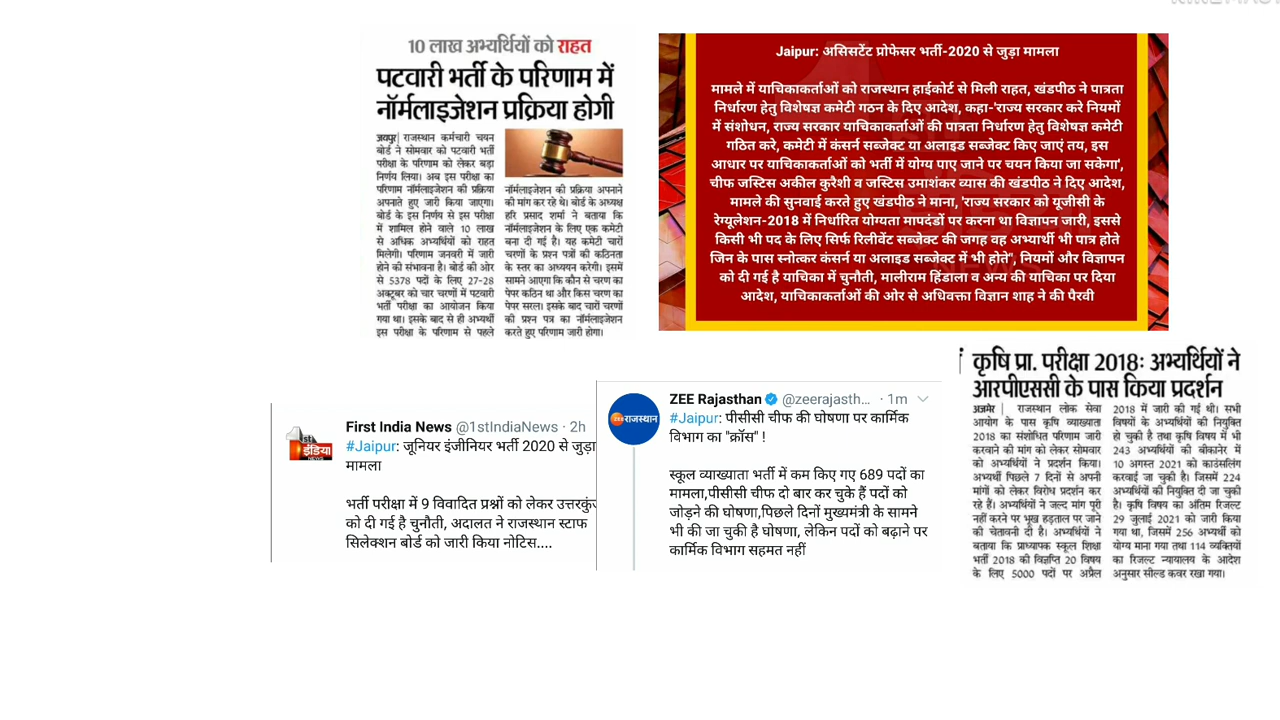 10 लाख अभ्यर्थियों को राहत
पटवारी भर्ती के परिणाम में
नॉर्मलाइजेशन प्रक्रिया होगी
जयपुर| राजस्थान कर्मचारी चयन
बोर्ड ने सोमवार को पटवारी भर्ती
परीक्षा के परिणाम को लेकर बड़ा
निर्णय लिया। अब इस परीक्षा का
परिणाम नॉर्मलाइजेशन की प्रक्रिया
अपनाते हुए जारी किया जाएगा।
बोर्ड के इस निर्णय से इस परीक्षा
में शामिल होने वाले 10 लाख
से अधिक अभ्यर्थियों को राहत
मिलेगी। परिणाम जनवरी में जारी
होने की संभावना है। बोर्ड की ओर
से 5378 पदों के लिए 27-28
अक्टूबर को चार चरणों में पटवारी
भर्ती परीक्षा का आयोजन किया
गया था। इसके बाद से ही अभ्यर्थी
इस परीक्षा के परिणाम से पहले
नॉर्मलाइजेशन की प्रक्रिया अपनाने
की मांग कर रहे थे। बोर्ड के अध्यक्ष
हरि प्रसाद शर्मा ने बताया कि
नॉर्मलाइजेशन के लिए एक कमेटी
बना दी गई है। यह कमेटी चारों
चरणों के प्रश्न पत्रों की कठिनता
के स्तर का अध्ययन करेगी। इसमें
सामने आएगा कि कौन से चरण का
पेपर कठिन था और किस चरण का
पेपर सरल। इसके बाद चारों चरणों
की प्रश्न पत्र का नॉर्मलाइजेशन
करते हुए परिणाम जारी होगा।
Jaipur: असिसटेंट प्रोफेसर भर्ती-2020 से जुड़ा मामला
मामले में याचिकाकर्ताओं को राजस्थान हाईकोर्ट से मिली राहत, खंडपीठ ने पात्रता
निर्धारण हेतु विशेषज्ञ कमेटी गठन के दिए आदेश, कहा-'राज्य सरकार करे नियमों
में संशोधन, राज्य सरकार याचिकाकर्ताओं की पात्रता निर्धारण हेतु विशेषज्ञ कमेटी
गठित करे, कमेटी में कंसर्न सब्जेक्ट या अलाइड सब्जेक्ट किए जाएं तय, इस
आधार पर याचिकाकर्ताओं को भर्ती में योग्य पाए जाने पर चयन किया जा सकेगा',
चीफ जस्टिस अकील कुरैशी व जस्टिस उमाशंकर व्यास की खंडपीठ ने दिए आदेश,
मामले की सुनवाई करते हुए खंडपीठ ने माना, 'राज्य सरकार को यूजीसी के
रेग्यूलेशन-2018 में निर्धारित योग्यता मापदंडों पर करना था विज्ञापन जारी, इससे
किसी भी पद के लिए सिर्फ रिलीवेंट सब्जेक्ट की जगह वह अभ्यार्थी भी पात्र होते
जिन के पास स्नोत्कर कंसर्न या अलाइड सब्जेक्ट में भी होते", नियमों और विज्ञापन
को दी गई है याचिका में चुनौती, मालीराम हिंडाला व अन्य की याचिका पर दिया
आदेश, याचिकाकर्ताओं की ओर से अधिवक्ता विज्ञान शाह ने की पैरवी
First India News @1stIndiaNews · 2h
#Jaipur: जूनियर इंजीनियर भर्ती 2020 से जुड़ा
मामला
भर्ती परीक्षा में 9 विवादित प्रश्नों को लेकर उत्तरकुं
को दी गई है चुनौती, अदालत ने राजस्थान स्टाफ
सिलेक्शन बोर्ड को जारी किया नोटिस....
ZEE Rajasthan @zeerajasth... · 1m
#Jaipur: पीसीसी चीफ की घोषणा पर कार्मिक
विभाग का "क्रॉस" !
स्कूल व्याख्याता भर्ती में कम किए गए 689 पदों का
मामला,पीसीसी चीफ दो बार कर चुके हैं पदों को
जोड़ने की घोषणा,पिछले दिनों मुख्यमंत्री के सामने
भी की जा चुकी है घोषणा, लेकिन पदों को बढ़ाने पर
कार्मिक विभाग सहमत नहीं
कृषि प्रा. परीक्षा 2018: अभ्यर्थियों ने
आरपीएससी के पास किया प्रदर्शन
अजमेर | राजस्थान लोक सेवा
आयोग के पास कृषि व्याख्याता
2018 का संशोधित परिणाम जारी
करवाने की मांग को लेकर सोमवार
को अभ्यर्थियों ने प्रदर्शन किया।
अभ्यर्थी पिछले 7 दिनों से अपनी
मांगों को लेकर विरोध प्रदर्शन कर
रहे हैं। अभ्यर्थियों ने जल्द मांग पूरी
नहीं करने पर भूख हड़ताल पर जाने
की चेतावनी दी है। अभ्यर्थियों ने
बताया कि प्राध्यापक स्कूल शिक्षा
भर्ती 2018 की विज्ञप्ति 20 विषय
के लिए 5000 पदों पर अप्रैल
2018 में जारी की गई थी। सभी
विषयों के अभ्यर्थियों की नियुक्ति
हो चुकी है तथा कृषि विषय में भी
243 अभ्यर्थियों की बीकानेर में
10 अगस्त 2021 को काउंसलिंग
करवाई जा चुकी है। जिसमें 224
अभ्यर्थियों की नियुक्ति दी जा चुकी
है। कृषि विषय का अंतिम रिजल्ट
29 जुलाई 2021 को जारी किया
गया था, जिसमें 256 अभ्यर्थी को
योग्य माना गया तथा 114 व्यक्तियों
का रिजल्ट न्यायालय के आदेश
अनुसार सील्ड कवर रखा गया।